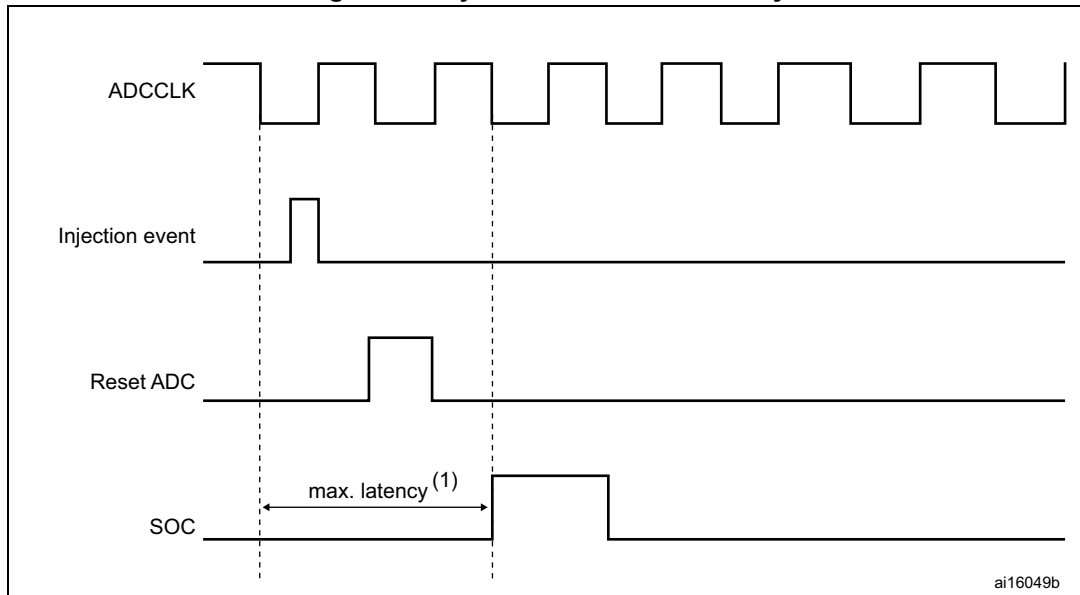 ADCCLK
Injection event
Reset ADC
max. latency (1)
SOC
ai16049b